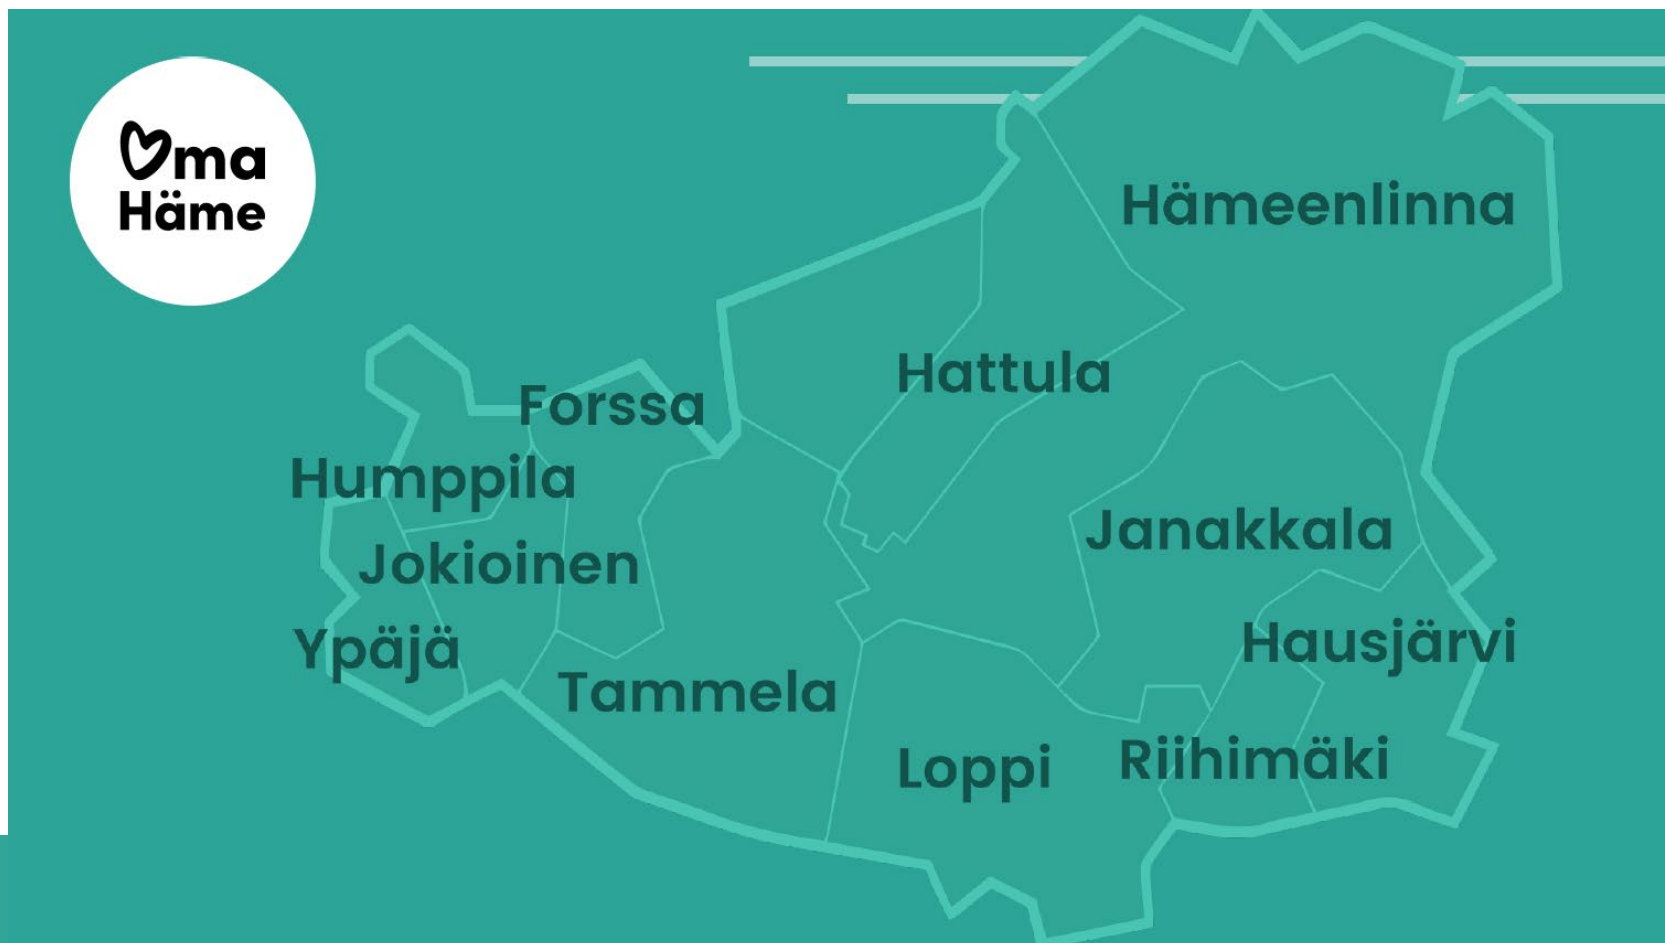 Oma
Häme
Hämeenlinna
Hattula
Forssa
Humppila
Janakkala
Jokioinen
Hausjärvi
Ypäjä
Tammela
Loppi
Riihimäki